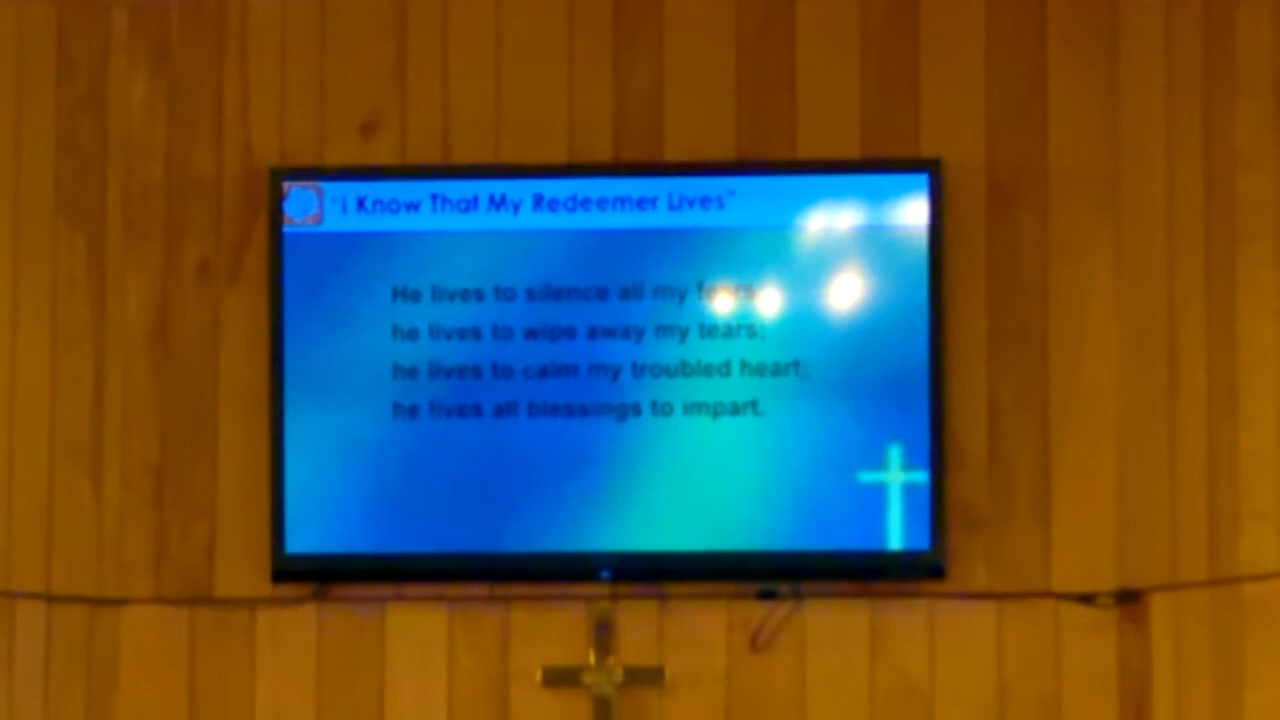 "I Know That My Redeemer Lives"
He lives to silence all my fears;
he lives to wipe away my tears;
he lives to calm my troubled heart;
he lives all blessings to impart.